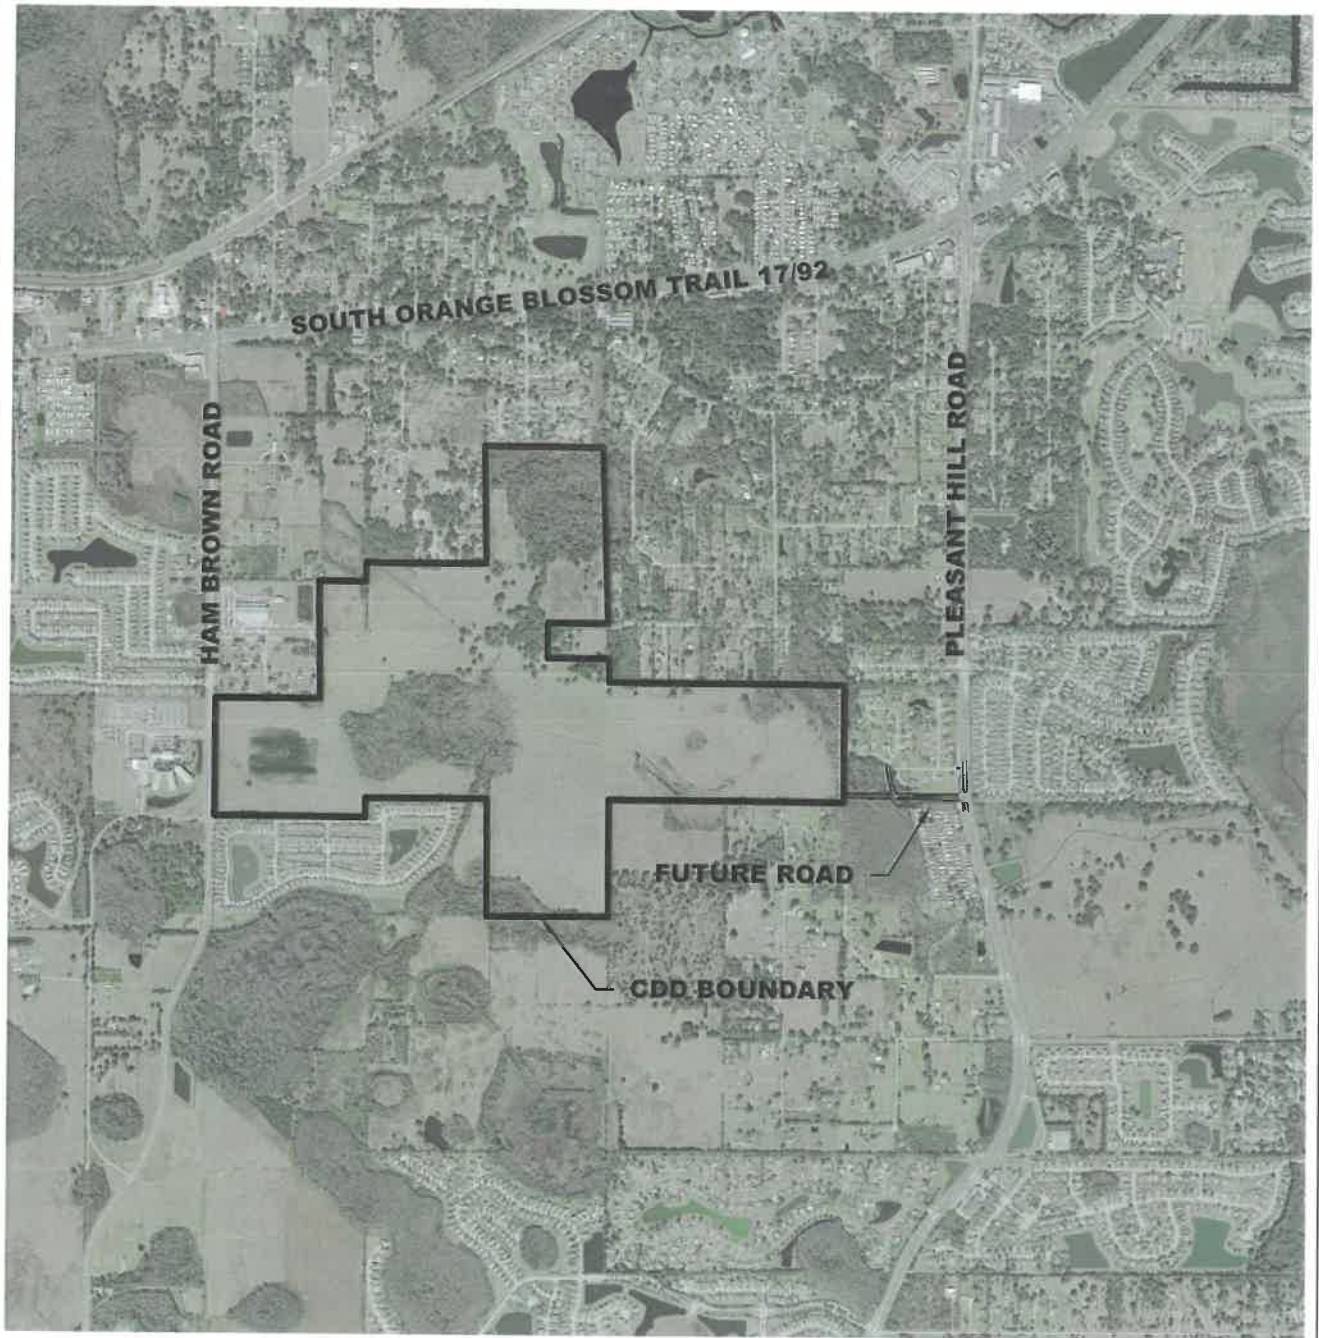 SOUTH ORANGE BLOSSOM TRAIL 17/92
HAM BROWN ROAD
PLEASANT HILL ROAD
FUTURE ROAD
CDD BOUNDARY